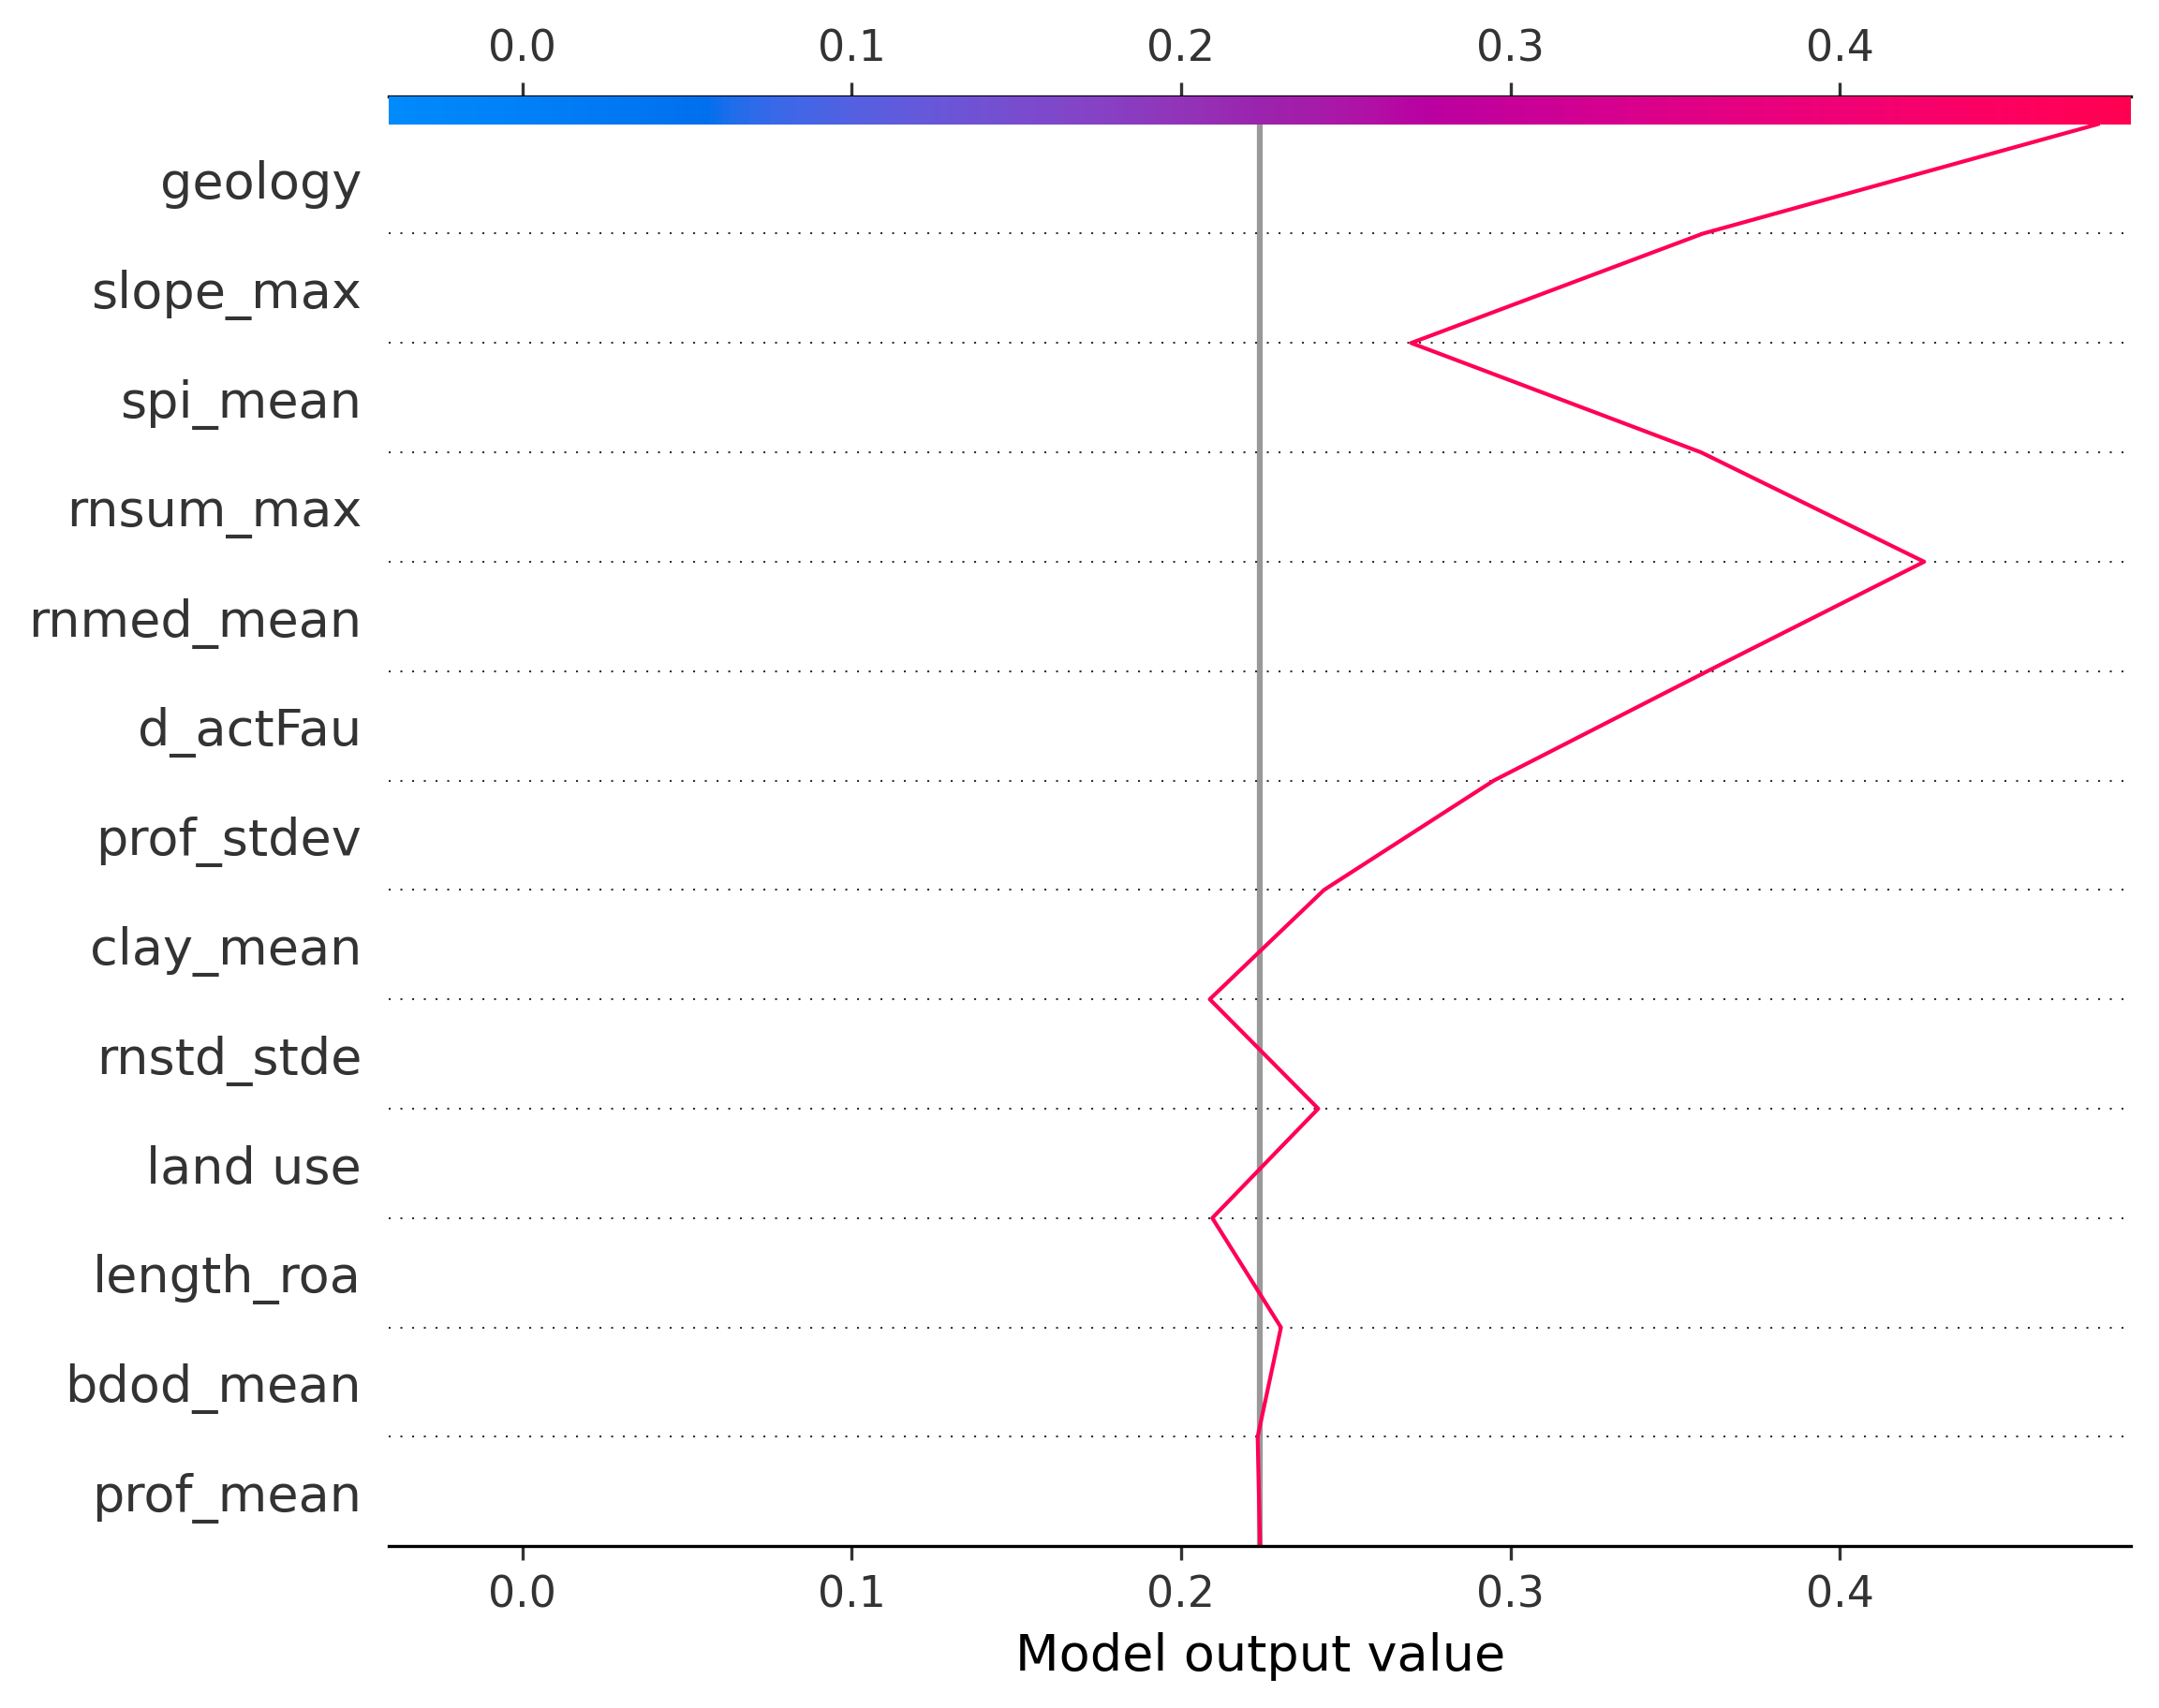 0.0 0.1 0.2 0.3 0.4
geology
slope_max
spi_mean
rnsum_max
rnmed_mean
d_actFau
prof_stdev
clay_mean
rnstd_stde
land use
length_roa
bdod_mean
prof_mean
0.0 0.1 0.2 0.3 0.4
Model output value